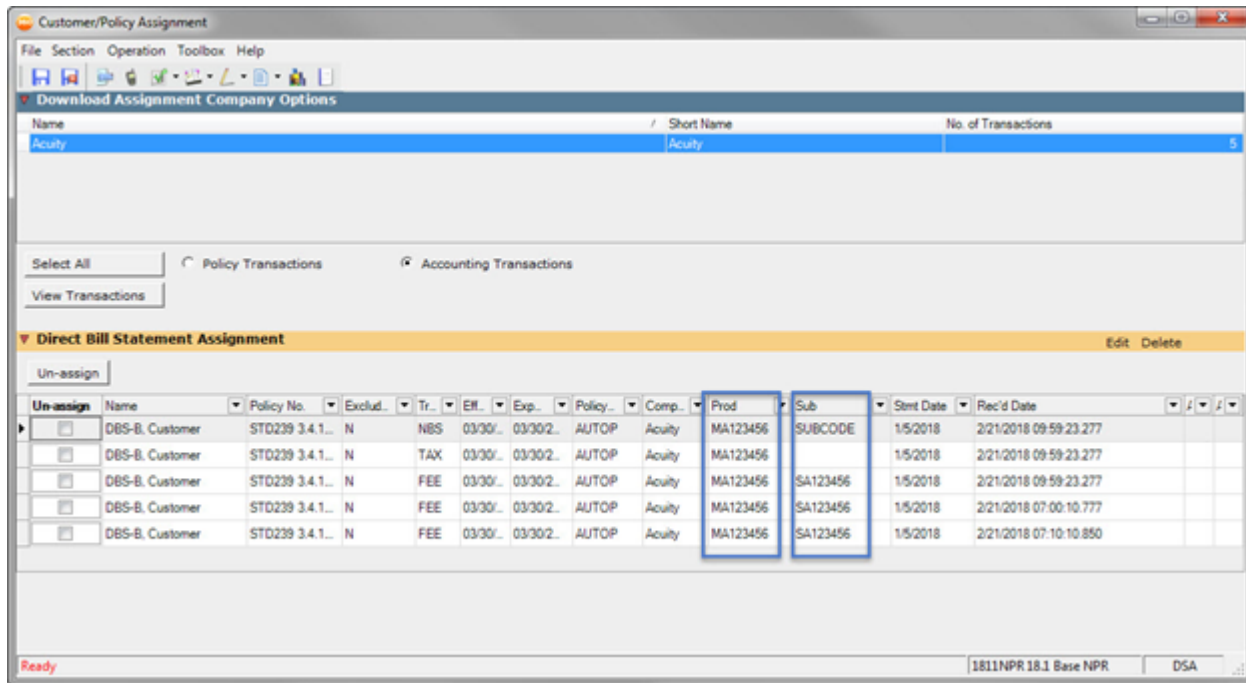 Customer/Policy Assignment
File Section Operation Toolbox Help
Download Assignment Company Options
Name / Short Name No. of Transactions
Acuity Acuity 5
Select All Policy Transactions Accounting Transactions
View Transactions
Direct Bill Statement Assignment Edit Delete
Un-assign
Un-assign Name Policy No. Exclud.. Tr.. Eff.. Exp.. Policy.. Comp.. Prod Sub Stmt Date Rec'd Date
DBS-B, Customer STD239 3.4.1... N NBS 03/30/... 03/30/2... AUTOP Acuity MA123456 SUBCODE 1/5/2018 2/21/2018 09:59:23.277
DBS-B, Customer STD239 3.4.1... N TAX 03/30/... 03/30/2... AUTOP Acuity MA123456 1/5/2018 2/21/2018 09:59:23.277
DBS-B, Customer STD239 3.4.1... N FEE 03/30/... 03/30/2... AUTOP Acuity MA123456 SA123456 1/5/2018 2/21/2018 09:59:23.277
DBS-B, Customer STD239 3.4.1... N FEE 03/30/... 03/30/2... AUTOP Acuity MA123456 SA123456 1/5/2018 2/21/2018 07:00:10.777
DBS-B, Customer STD239 3.4.1... N FEE 03/30/... 03/30/2... AUTOP Acuity MA123456 SA123456 1/5/2018 2/21/2018 07:10:10.850
Ready 1811NPR 18.1 Base NPR DSA